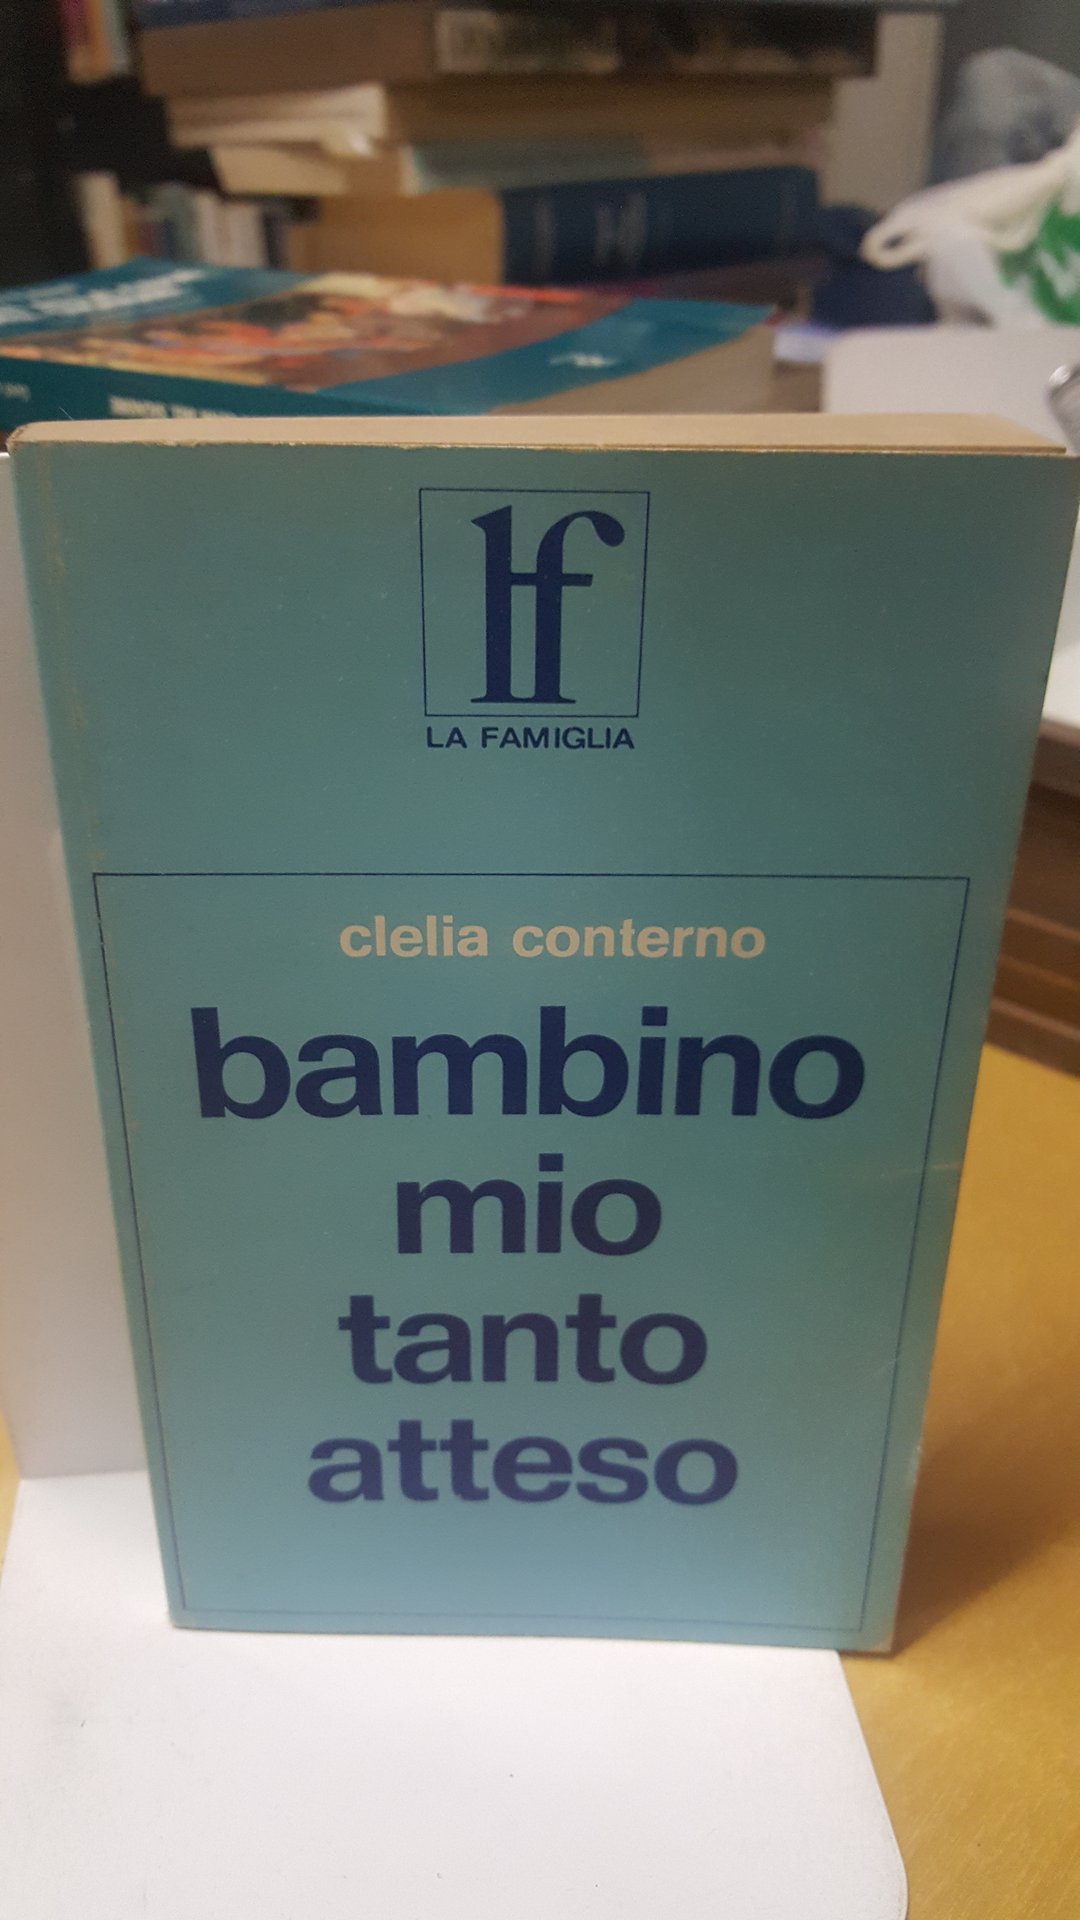 lf
LA FAMIGLIA
clelia conterno
bambino
mio
tanto
atteso